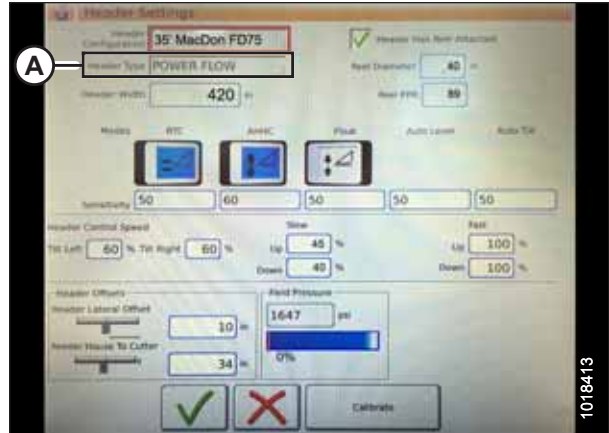 Header Settings
Header Configuration 35' MacDon FD75
Header Has Reel Attached
A
Header Type POWER FLOW
Reel Diameter 40 in
Header Width 420 in
Reel PPR 89
Modes RTC AHHC Float Auto Level Auto Tilt
Sensitivity 50 60 50 50 50
Header Control Speed
Slow Fast
Tilt Left 60 % Tilt Right 60 %
Up 45 % Up 100 %
Down 40 % Down 100 %
Header Offsets Field Pressure
Header Lateral Offset
10 in
1647 psi
Feeder House To Cutter
34 in
0%
Calibrate
1018413